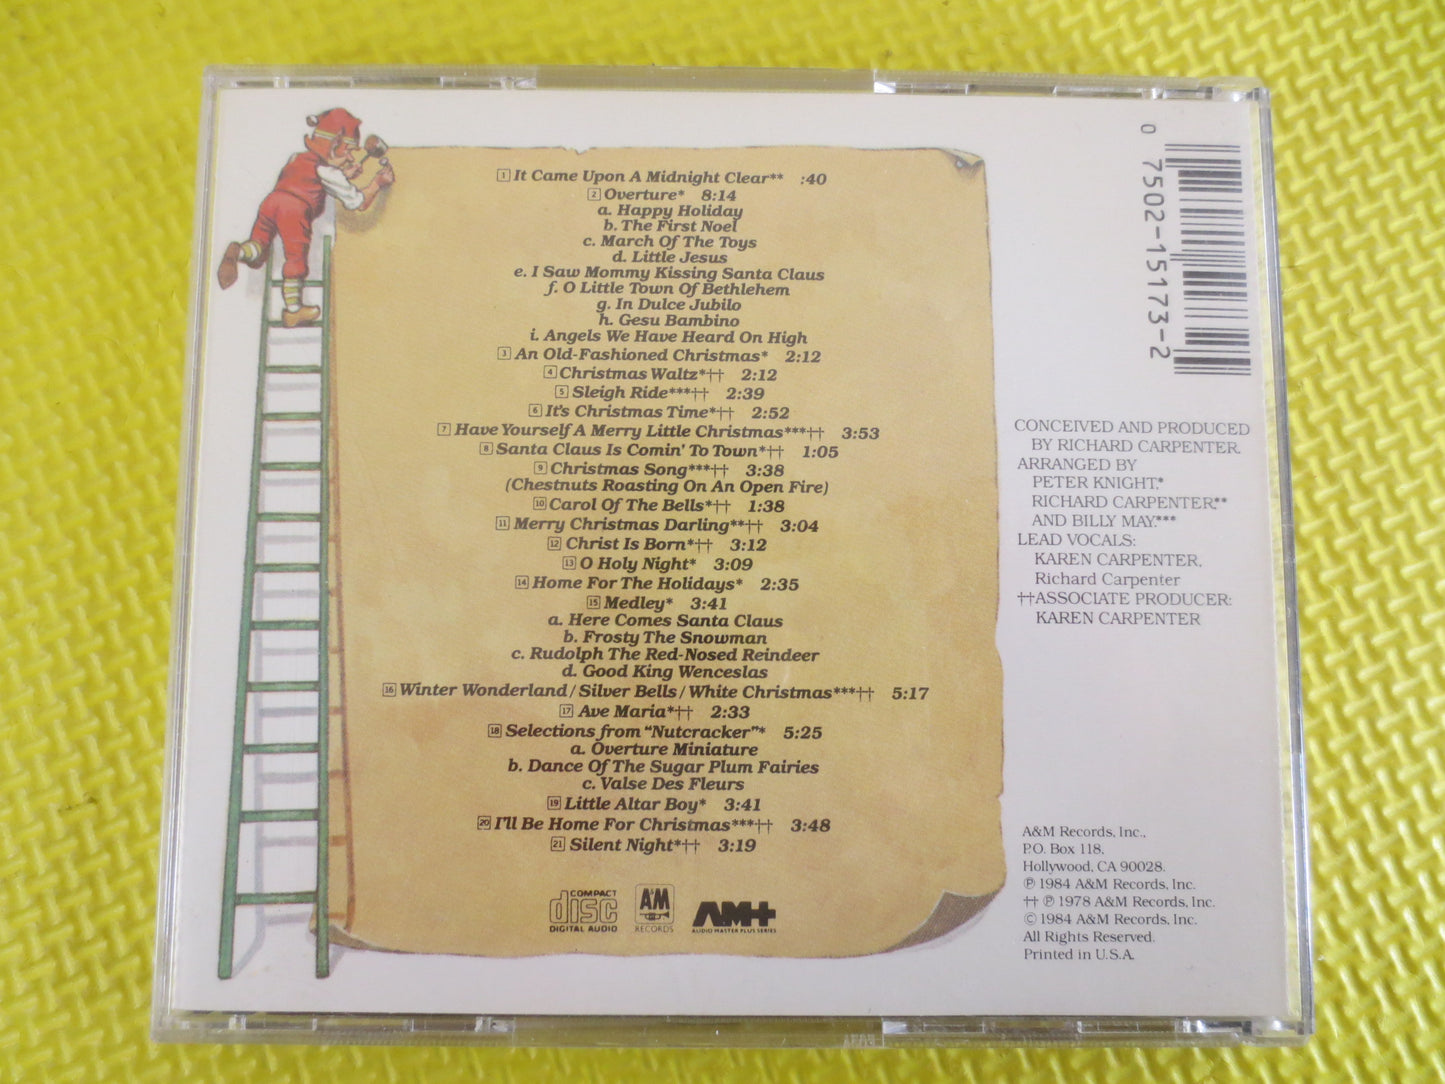 1 It Came Upon A Midnight Clear** :40
2 Overture* 8:14
a. Happy Holiday
b. The First Noel
c. March Of The Toys
d. Little Jesus
e. I Saw Mommy Kissing Santa Claus
f. O Little Town Of Bethlehem
g. In Dulce Jubilo
h. Gesu Bambino
i. Angels We Have Heard On High
3 An Old-Fashioned Christmas* 2:12
4 Christmas Waltz*†† 2:12
5 Sleigh Ride***†† 2:39
6 It's Christmas Time*†† 2:52
7 Have Yourself A Merry Little Christmas***†† 3:53
8 Santa Claus Is Comin' To Town*†† 1:05
9 Christmas Song***†† 3:38
(Chestnuts Roasting On An Open Fire)
10 Carol Of The Bells*†† 1:38
11 Merry Christmas Darling**†† 3:04
12 Christ Is Born*†† 3:12
13 O Holy Night* 3:09
14 Home For The Holidays* 2:35
15 Medley* 3:41
a. Here Comes Santa Claus
b. Frosty The Snowman
c. Rudolph The Red-Nosed Reindeer
d. Good King Wenceslas
16 Winter Wonderland/Silver Bells/White Christmas***†† 5:17
17 Ave Maria*†† 2:33
18 Selections from "Nutcracker"* 5:25
a. Overture Miniature
b. Dance Of The Sugar Plum Fairies
c. Valse Des Fleurs
19 Little Altar Boy* 3:41
20 I'll Be Home For Christmas***†† 3:48
21 Silent Night*†† 3:19
COMPACT
disc
DIGITAL AUDIO
A&M
RECORDS
AM+
AUDIO MASTER PLUS SERIES
0 7502-15173-2
CONCEIVED AND PRODUCED
BY RICHARD CARPENTER.
ARRANGED BY
PETER KNIGHT,*
RICHARD CARPENTER,**
AND BILLY MAY.***
LEAD VOCALS:
KAREN CARPENTER,
Richard Carpenter
††ASSOCIATE PRODUCER:
KAREN CARPENTER
A&M Records, Inc.,
P.O. Box 118,
Hollywood, CA 90028.
℗ 1984 A&M Records, Inc.
†† ℗ 1978 A&M Records, Inc.
© 1984 A&M Records, Inc.
All Rights Reserved.
Printed in U.S.A.